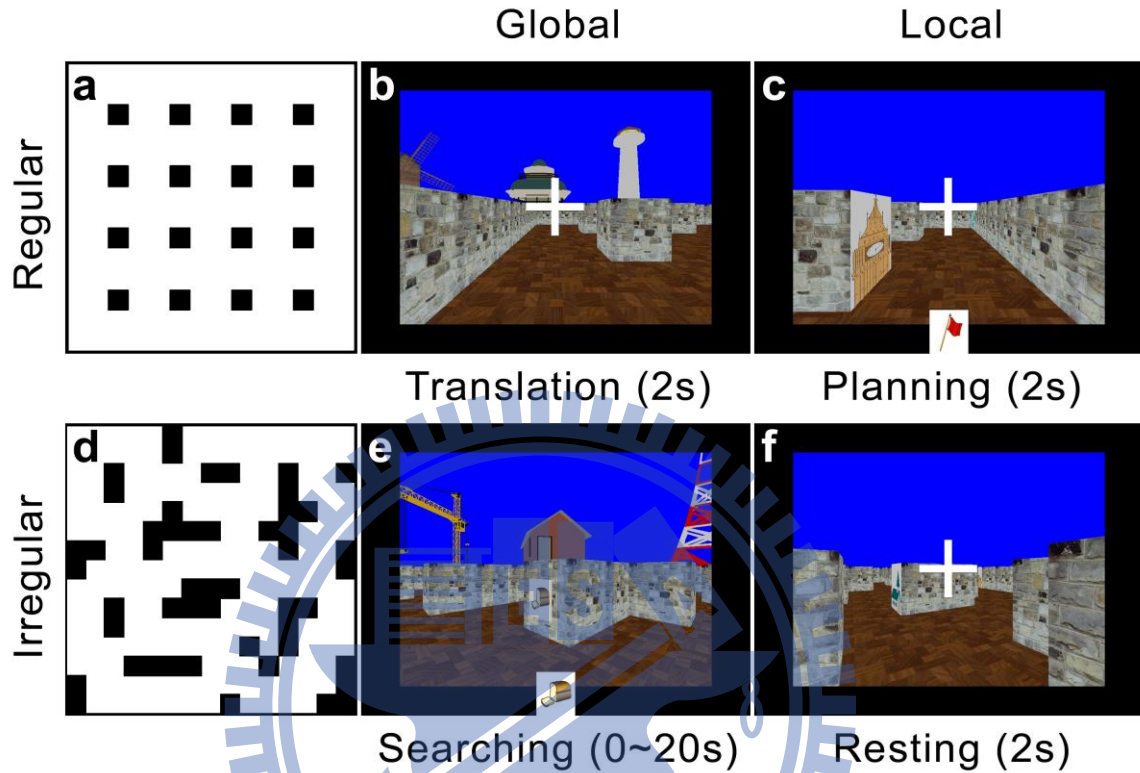 Global Local
Regular
a b c
Translation (2s) Planning (2s)
Irregular
d e f
Searching (0~20s) Resting (2s)